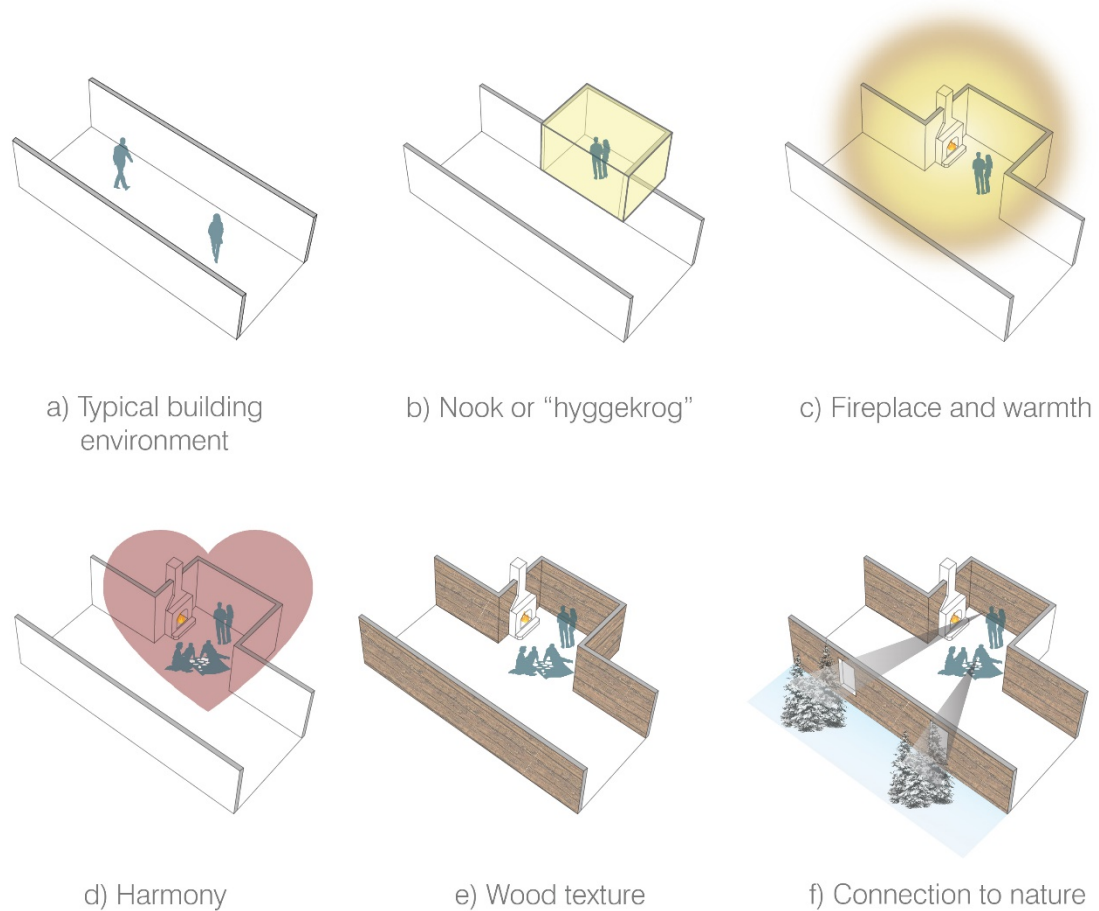 a) Typical building
environment
b) Nook or “hyggekrog”
c) Fireplace and warmth
d) Harmony
e) Wood texture
f) Connection to nature